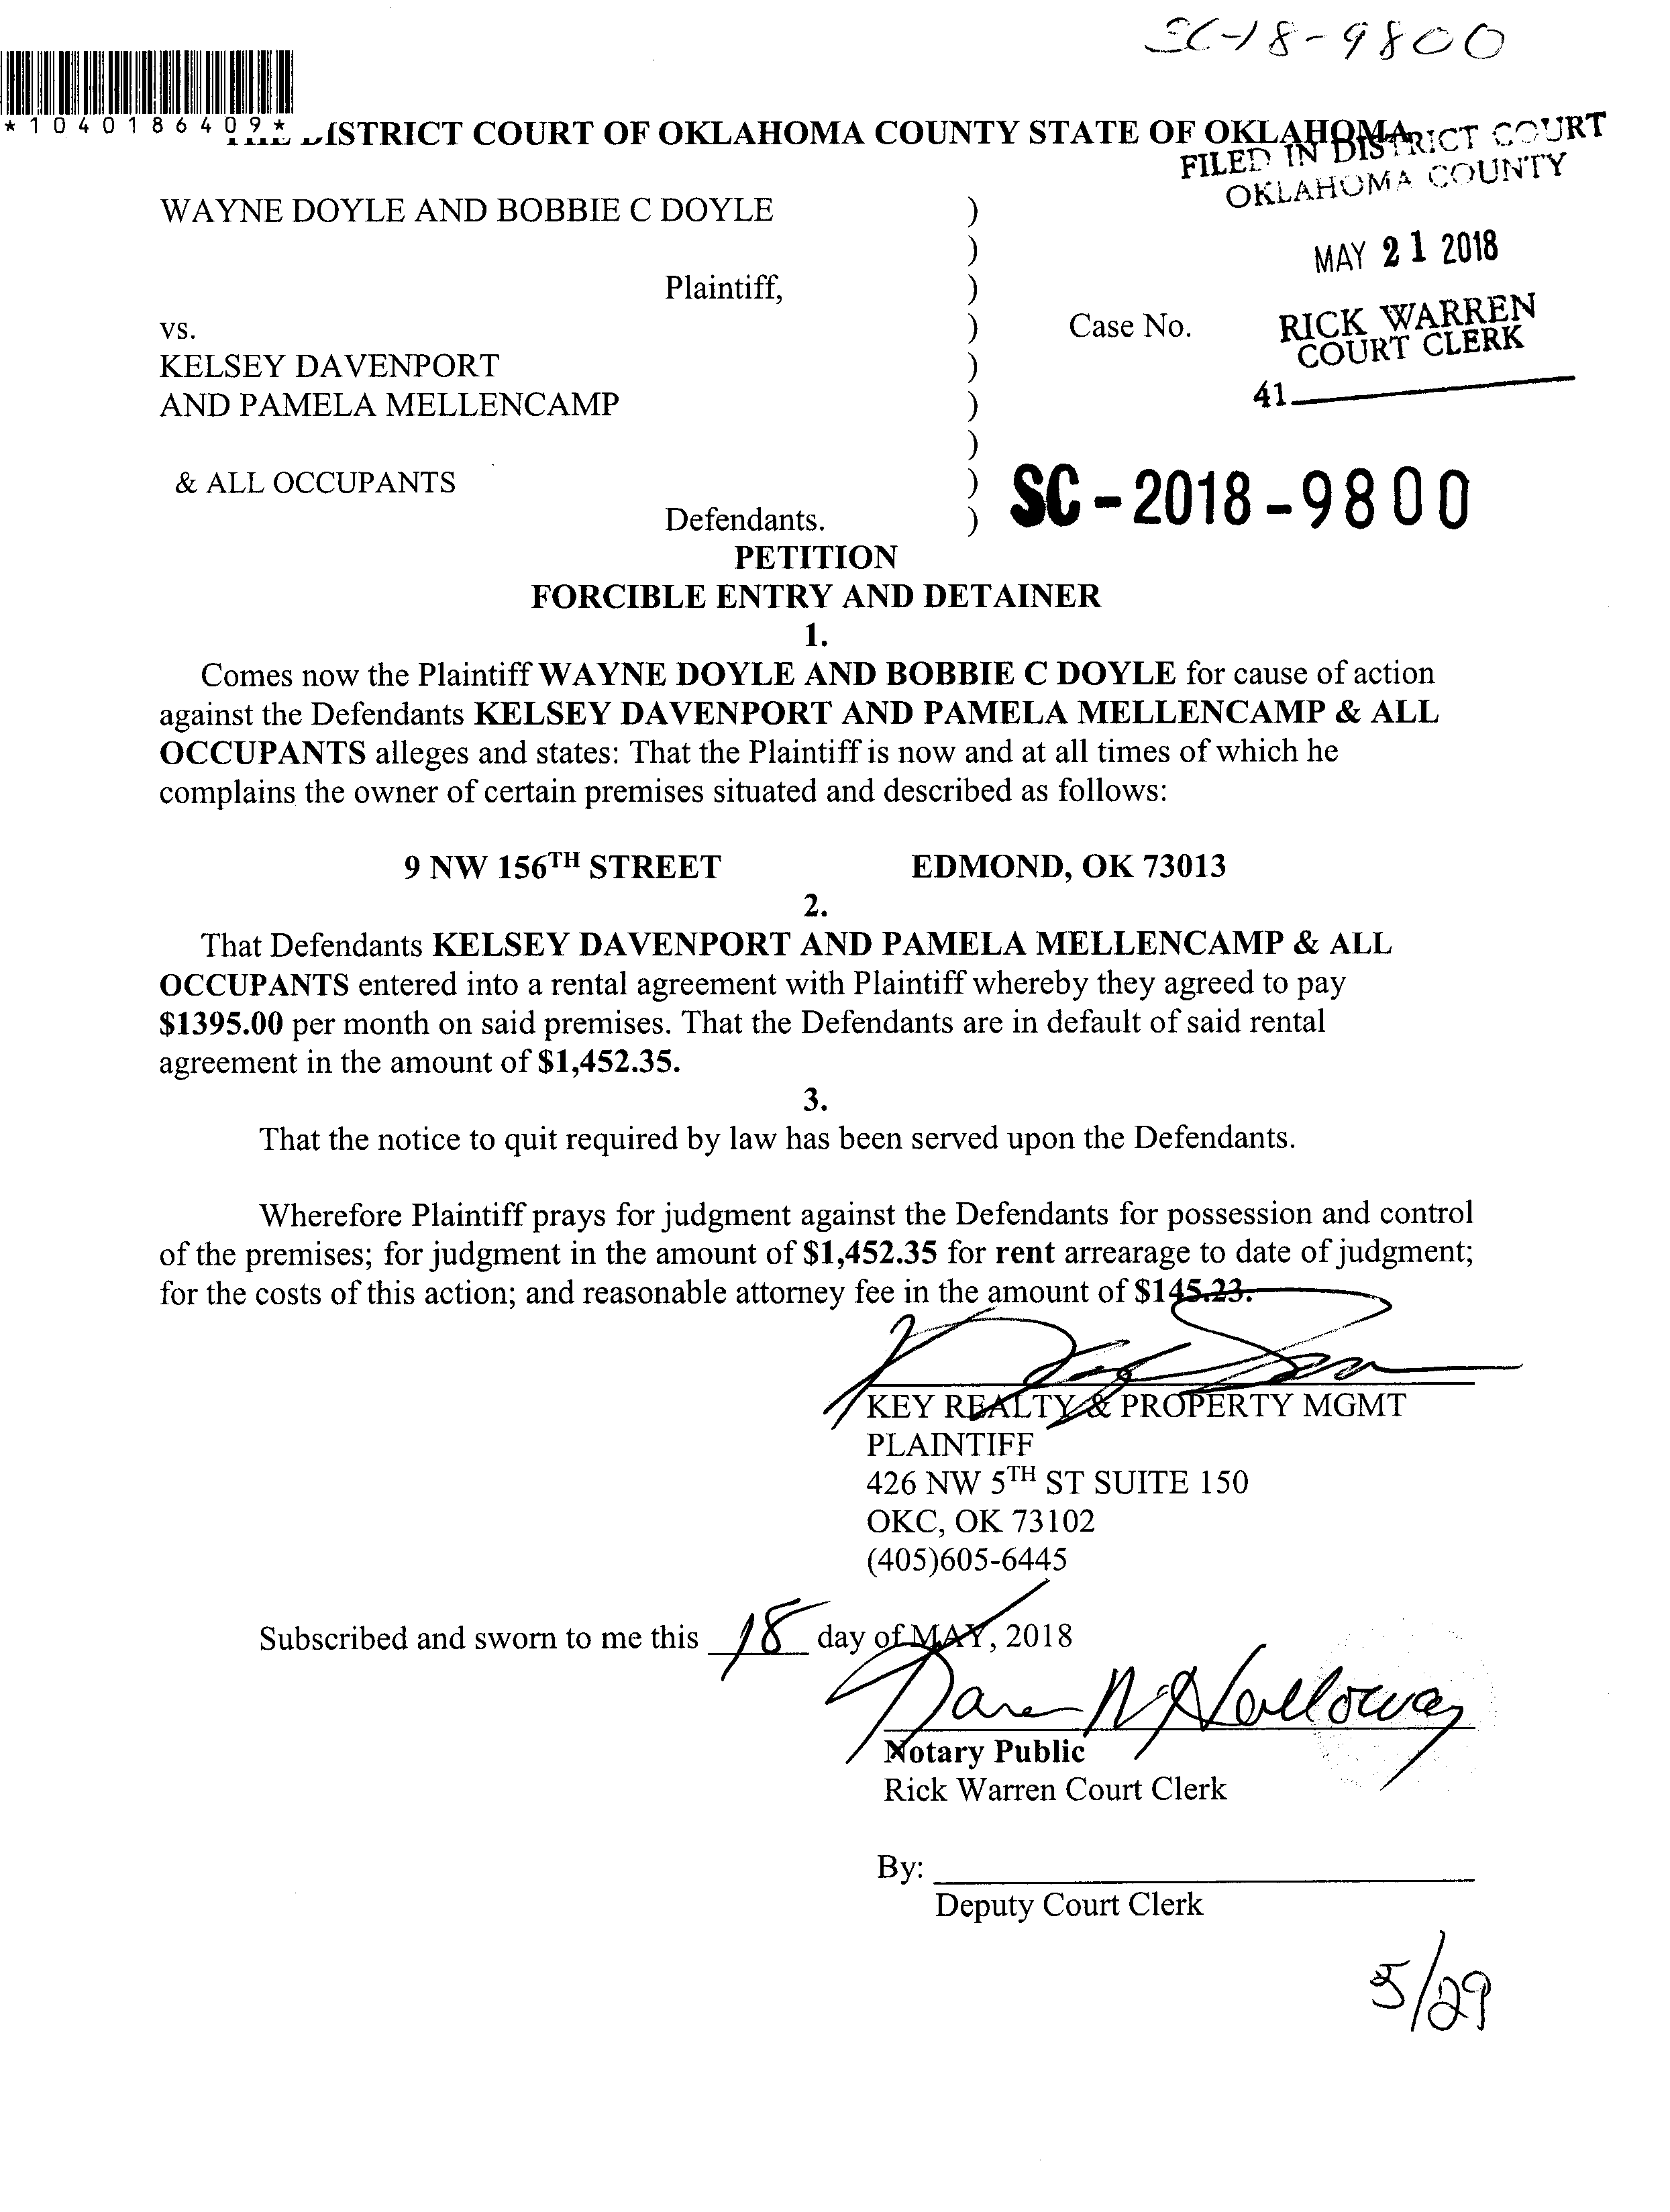 SC-18-9800
*1040186409*
THE DISTRICT COURT OF OKLAHOMA COUNTY STATE OF OKLAHOMA
FILED IN DISTRICT COURT
OKLAHOMA COUNTY
WAYNE DOYLE AND BOBBIE C DOYLE )
)
MAY 21 2018
Plaintiff, )
vs. ) Case No.
RICK WARREN
COURT CLERK
KELSEY DAVENPORT )
AND PAMELA MELLENCAMP )
41
)
& ALL OCCUPANTS )
SC-2018-9800
Defendants. )
PETITION
FORCIBLE ENTRY AND DETAINER
1.
Comes now the Plaintiff WAYNE DOYLE AND BOBBIE C DOYLE for cause of action
against the Defendants KELSEY DAVENPORT AND PAMELA MELLENCAMP & ALL
OCCUPANTS alleges and states: That the Plaintiff is now and at all times of which he
complains the owner of certain premises situated and described as follows:
9 NW 156TH STREET EDMOND, OK 73013
2.
That Defendants KELSEY DAVENPORT AND PAMELA MELLENCAMP & ALL
OCCUPANTS entered into a rental agreement with Plaintiff whereby they agreed to pay
$1395.00 per month on said premises. That the Defendants are in default of said rental
agreement in the amount of $1,452.35.
3.
That the notice to quit required by law has been served upon the Defendants.
Wherefore Plaintiff prays for judgment against the Defendants for possession and control
of the premises; for judgment in the amount of $1,452.35 for rent arrearage to date of judgment;
for the costs of this action; and reasonable attorney fee in the amount of $145.23.
KEY REALTY & PROPERTY MGMT
PLAINTIFF
426 NW 5TH ST SUITE 150
OKC, OK 73102
(405)605-6445
Subscribed and sworn to me this 18 day of MAY, 2018
Holloway
Notary Public
Rick Warren Court Clerk
By:
Deputy Court Clerk
5/29